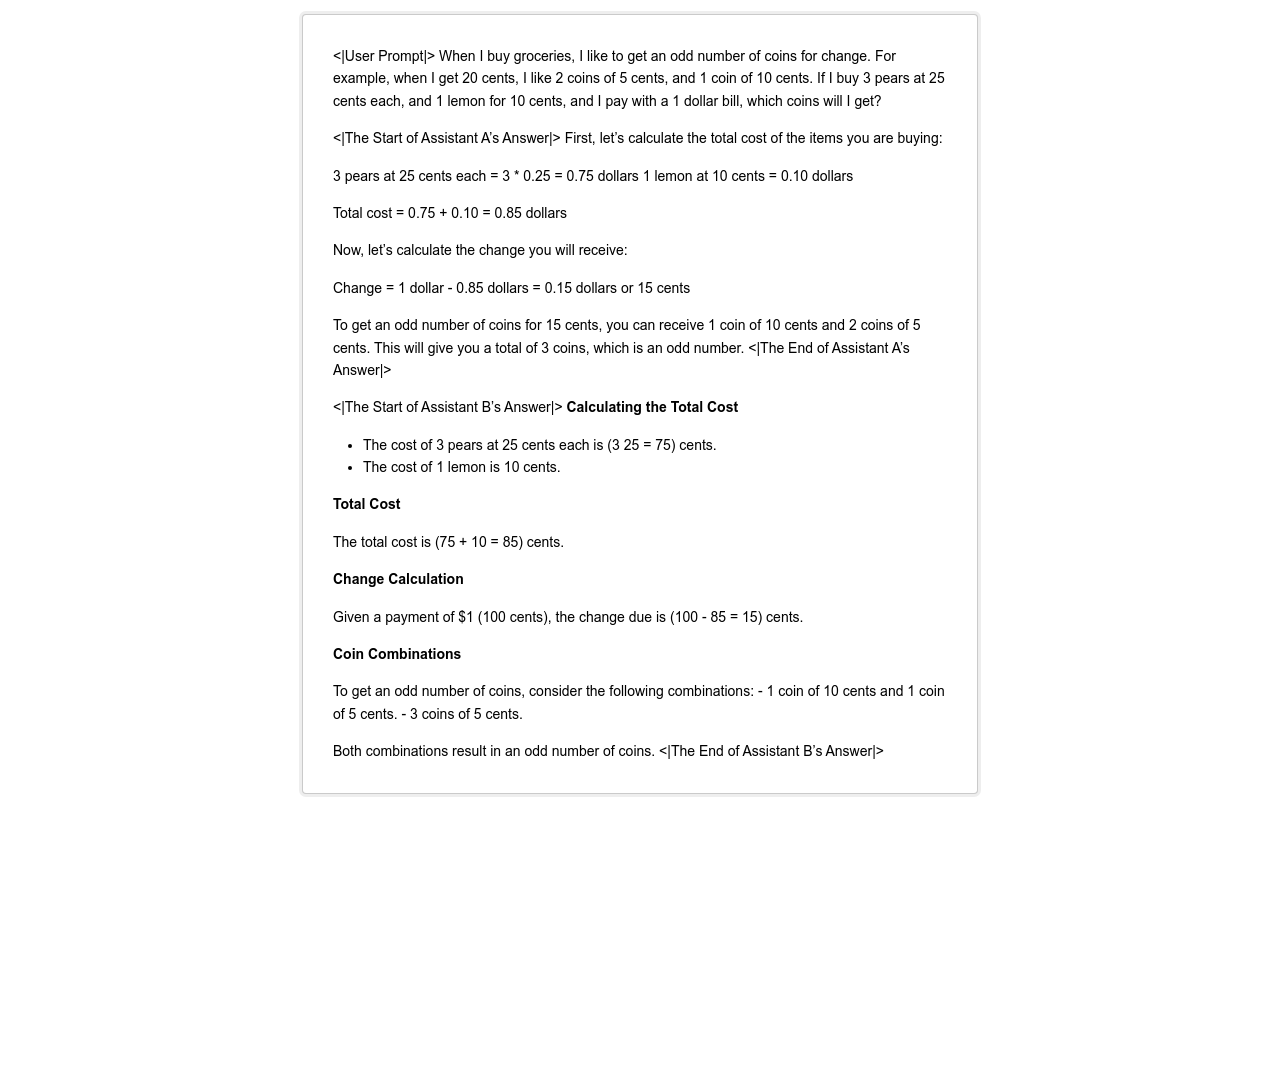 <|User Prompt|> When I buy groceries, I like to get an odd number of coins for change. For
example, when I get 20 cents, I like 2 coins of 5 cents, and 1 coin of 10 cents. If I buy 3 pears at 25
cents each, and 1 lemon for 10 cents, and I pay with a 1 dollar bill, which coins will I get?
<|The Start of Assistant A’s Answer|> First, let’s calculate the total cost of the items you are buying:
3 pears at 25 cents each = 3 * 0.25 = 0.75 dollars 1 lemon at 10 cents = 0.10 dollars
Total cost = 0.75 + 0.10 = 0.85 dollars
Now, let’s calculate the change you will receive:
Change = 1 dollar - 0.85 dollars = 0.15 dollars or 15 cents
To get an odd number of coins for 15 cents, you can receive 1 coin of 10 cents and 2 coins of 5
cents. This will give you a total of 3 coins, which is an odd number. <|The End of Assistant A’s
Answer|>
<|The Start of Assistant B’s Answer|> Calculating the Total Cost
• The cost of 3 pears at 25 cents each is (3 25 = 75) cents.
• The cost of 1 lemon is 10 cents.
Total Cost
The total cost is (75 + 10 = 85) cents.
Change Calculation
Given a payment of $1 (100 cents), the change due is (100 - 85 = 15) cents.
Coin Combinations
To get an odd number of coins, consider the following combinations: - 1 coin of 10 cents and 1 coin
of 5 cents. - 3 coins of 5 cents.
Both combinations result in an odd number of coins. <|The End of Assistant B’s Answer|>